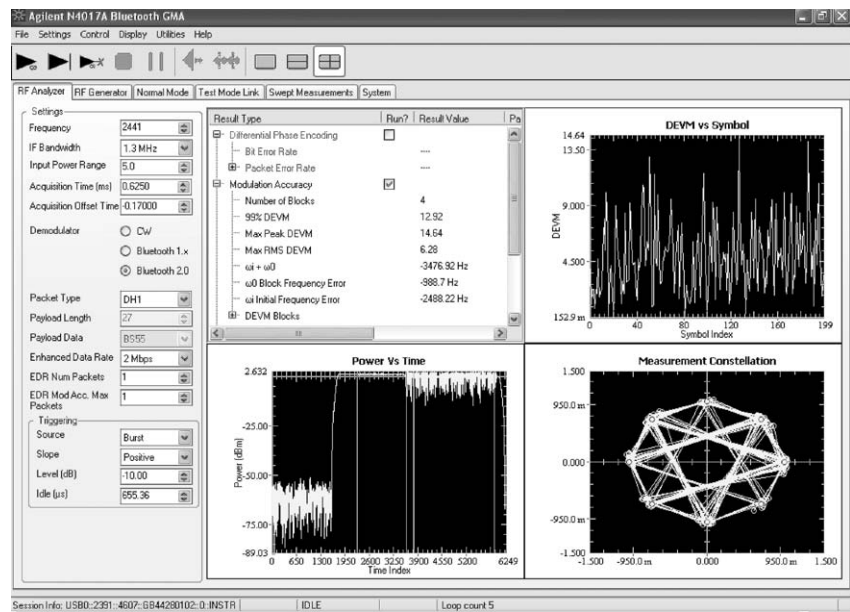 Agilent N4017A Bluetooth GMA
File Settings Control Display Utilities Help
RF Analyzer RF Generator Normal Mode Test Mode Link Swept Measurements System
Settings
Frequency 2441
IF Bandwidth 1.3 MHz
Input Power Range 5.0
Acquisition Time (ms) 0.6250
Acquisition Offset Time -0.17000
Demodulator CW
Bluetooth 1.x
Bluetooth 2.0
Packet Type DH1
Payload Length 27
Payload Data BS55
Enhanced Data Rate 2 Mbps
EDR Num Packets 1
EDR Mod Acc. Max Packets 1
Triggering
Source Burst
Slope Positive
Level (dB) -10.00
Idle (µs) 655.36
Result Type Run? Result Value Pa
Differential Phase Encoding
Bit Error Rate ----
Packet Error Rate ----
Modulation Accuracy
Number of Blocks 4
99% DEVM 12.92
Max Peak DEVM 14.64
Max RMS DEVM 6.28
ωi + ω0 -3476.92 Hz
ω0 Block Frequency Error -988.7 Hz
ωi Initial Frequency Error -2488.22 Hz
DEVM Blocks
DEVM vs Symbol
14.64
13.50
9.000
DEVM
4.500
152.9 m
0 40 80 120 160 199
Symbol Index
Power Vs Time
2.632
-25.00
Power (dBm)
-50.00
-75.00
-89.03
0 650 1300 1950 2600 3250 3900 4550 5200 6249
Time Index
Measurement Constellation
1.500
950.0 m
0.000
-950.0 m
-1.500
-1.500 -950.0 m 0.000 950.0 m 1.500
Session Info: USB0::2391::4607::GB44280102::0::INSTR IDLE Loop count 5